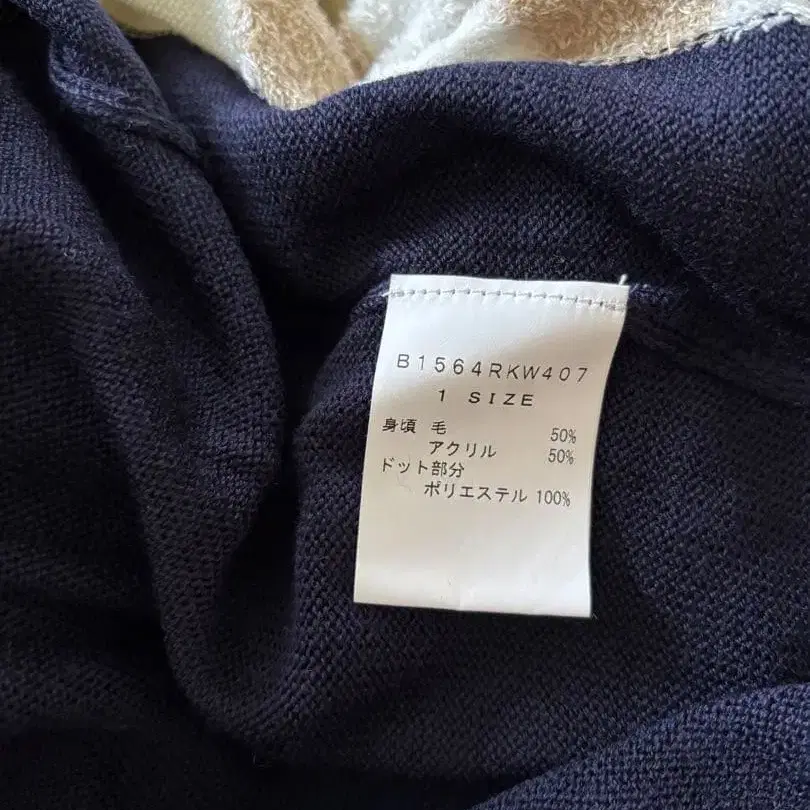 B1564RKW407
1 SIZE
身頃 毛 50%
アクリル 50%
ドット部分
ポリエステル 100%